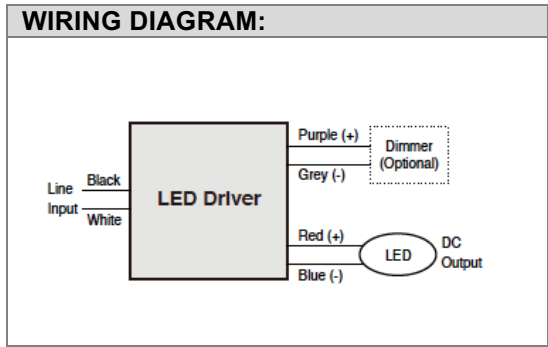 WIRING DIAGRAM:
Line
Input
Black
White
LED Driver
Purple (+)
Grey (-)
Dimmer
(Optional)
Red (+)
Blue (-)
LED
DC
Output